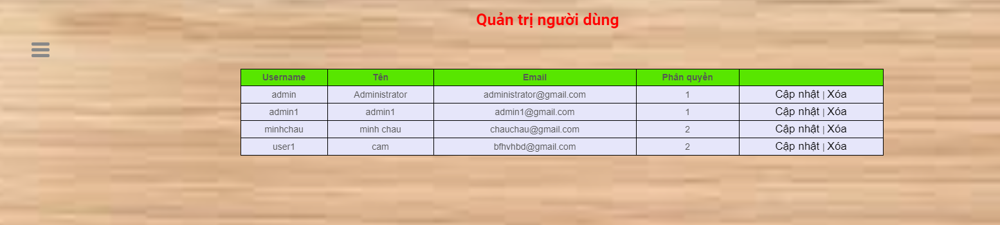 Quản trị người dùng
Username Tên Email Phân quyền
admin Administrator administrator@gmail.com 1 Cập nhật | Xóa
admin1 admin1 admin1@gmail.com 1 Cập nhật | Xóa
minhchau minh chau chauchau@gmail.com 2 Cập nhật | Xóa
user1 cam bfhvhbd@gmail.com 2 Cập nhật | Xóa